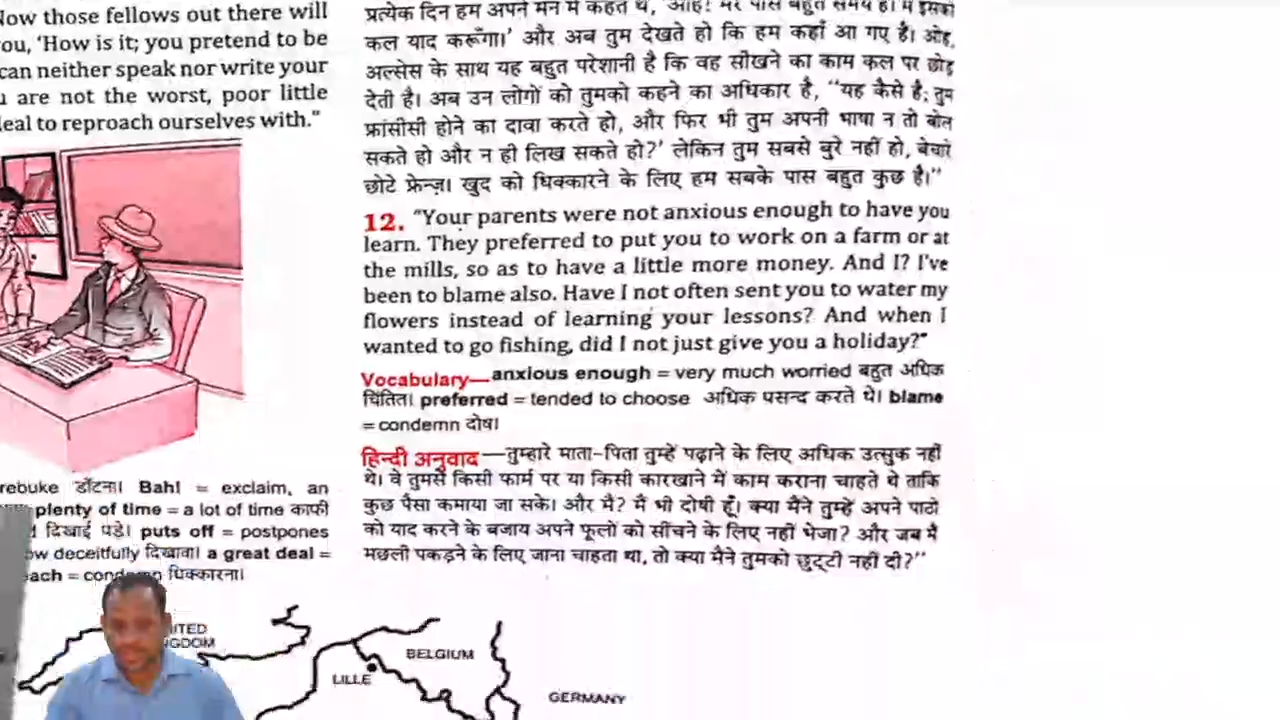 Now those fellows out there will
you, 'How is it; you pretend to be
can neither speak nor write your
u are not the worst, poor little
deal to reproach ourselves with."
rebuke डाँटना। Bah! = exclaim, an
plenty of time = a lot of time काफी
दिखाई पड़े। puts off = postpones
ow deceitfully दिखावा। a great deal =
ach = condemn धिक्कारना।
प्रत्येक दिन हम अपने मन में कहते थे, 'आह! मेरे पास बहुत समय है। मैं इसको
कल याद करूँगा।' और अब तुम देखते हो कि हम कहाँ आ गए हैं। ओह,
अल्सेस के साथ यह बहुत परेशानी है कि वह सीखने का काम कल पर छोड़
देती है। अब उन लोगों को तुमको कहने का अधिकार है, "यह कैसे है; तुम
फ्रांसीसी होने का दावा करते हो, और फिर भी तुम अपनी भाषा न तो बोल
सकते हो और न ही लिख सकते हो?' लेकिन तुम सबसे बुरे नहीं हो, बेचारे
छोटे फ्रेन्ज़। खुद को धिक्कारने के लिए हम सबके पास बहुत कुछ है।"
12. "Your parents were not anxious enough to have you
learn. They preferred to put you to work on a farm or at
the mills, so as to have a little more money. And I? I've
been to blame also. Have I not often sent you to water my
flowers instead of learning your lessons? And when I
wanted to go fishing, did I not just give you a holiday?"
Vocabulary—anxious enough = very much worried बहुत अधिक
चिंतित। preferred = tended to choose अधिक पसन्द करते थे। blame
= condemn दोष।
हिन्दी अनुवाद—तुम्हारे माता-पिता तुम्हें पढ़ाने के लिए अधिक उत्सुक नहीं
थे। वे तुमसे किसी फार्म पर या किसी कारखाने में काम कराना चाहते थे ताकि
कुछ पैसा कमाया जा सके। और मैं? मैं भी दोषी हूँ। क्या मैंने तुम्हें अपने पाठों
को याद करने के बजाय अपने फूलों को सींचने के लिए नहीं भेजा? और जब मैं
मछली पकड़ने के लिए जाना चाहता था, तो क्या मैंने तुमको छुट्टी नहीं दी?"
ITED
GDOM
BELGIUM
LILLE
GERMANY